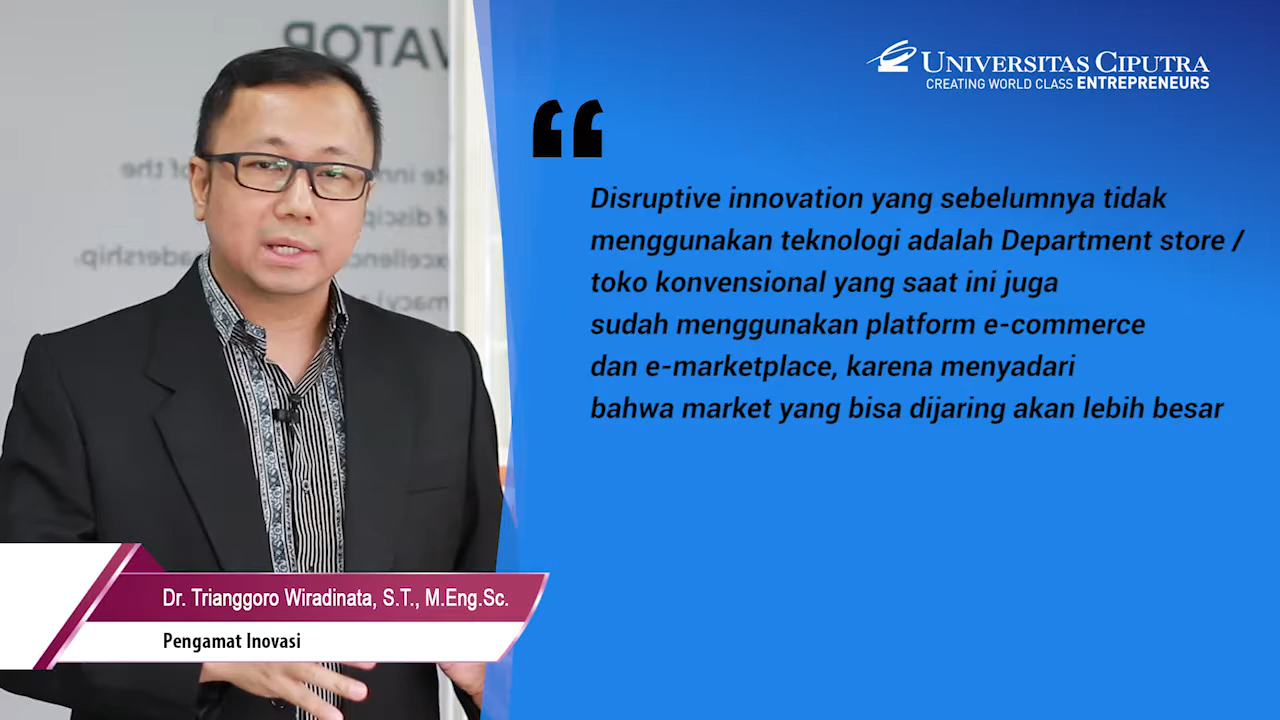 UNIVERSITAS CIPUTRA
CREATING WORLD CLASS ENTREPRENEURS
“
Disruptive innovation yang sebelumnya tidak
menggunakan teknologi adalah Department store /
toko konvensional yang saat ini juga
sudah menggunakan platform e-commerce
dan e-marketplace, karena menyadari
bahwa market yang bisa dijaring akan lebih besar
Dr. Trianggoro Wiradinata, S.T., M.Eng.Sc.
Pengamat Inovasi
of the